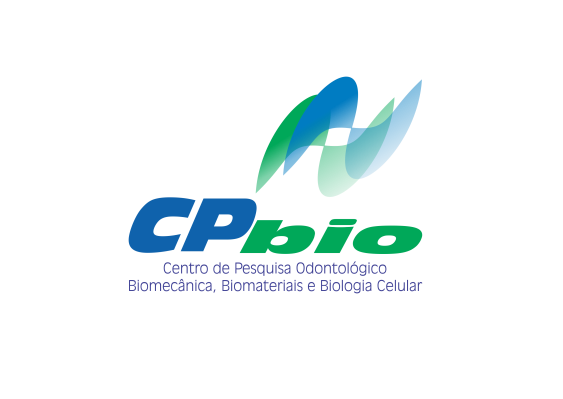 CPbio
Centro de Pesquisa Odontológico
Biomecânica, Biomateriais e Biologia Celular